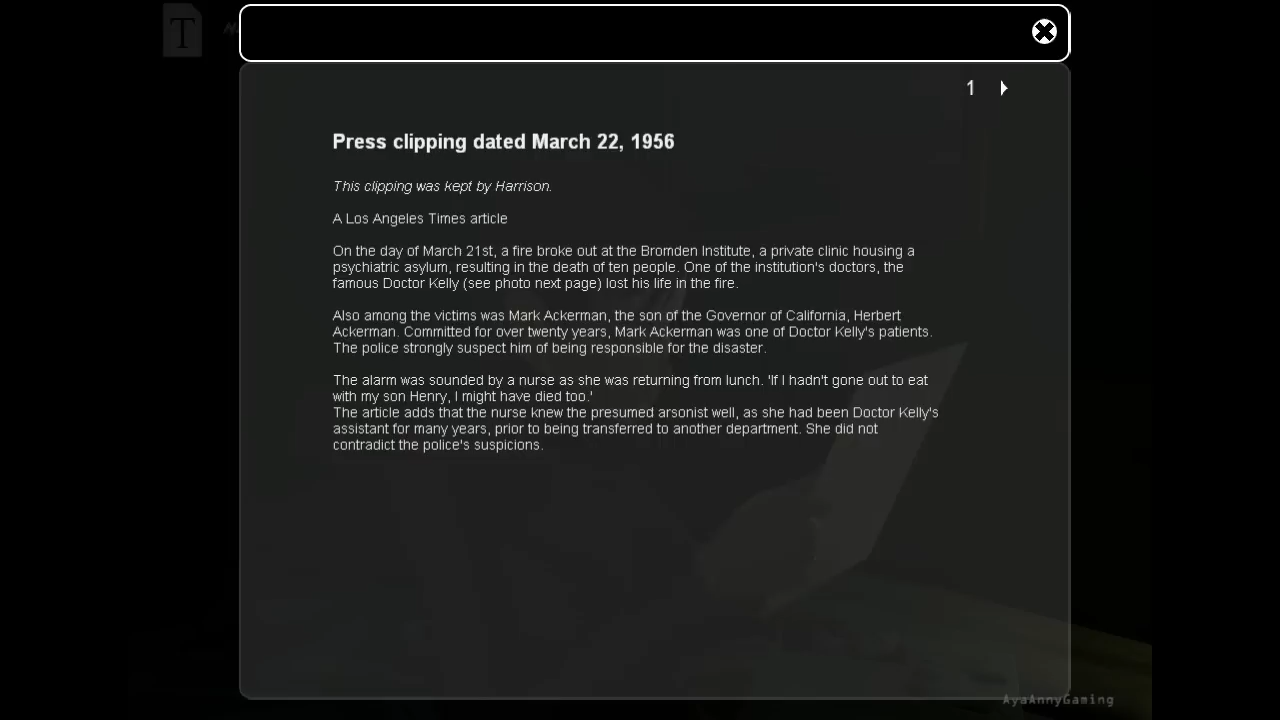 T
1
Press clipping dated March 22, 1956
This clipping was kept by Harrison.
A Los Angeles Times article
On the day of March 21st, a fire broke out at the Bromden Institute, a private clinic housing a
psychiatric asylum, resulting in the death of ten people. One of the institution's doctors, the
famous Doctor Kelly (see photo next page) lost his life in the fire.
Also among the victims was Mark Ackerman, the son of the Governor of California, Herbert
Ackerman. Committed for over twenty years, Mark Ackerman was one of Doctor Kelly's patients.
The police strongly suspect him of being responsible for the disaster.
The alarm was sounded by a nurse as she was returning from lunch. 'If I hadn't gone out to eat
with my son Henry, I might have died too.'
The article adds that the nurse knew the presumed arsonist well, as she had been Doctor Kelly's
assistant for many years, prior to being transferred to another department. She did not
contradict the police's suspicions.
AyaAnnyGaming